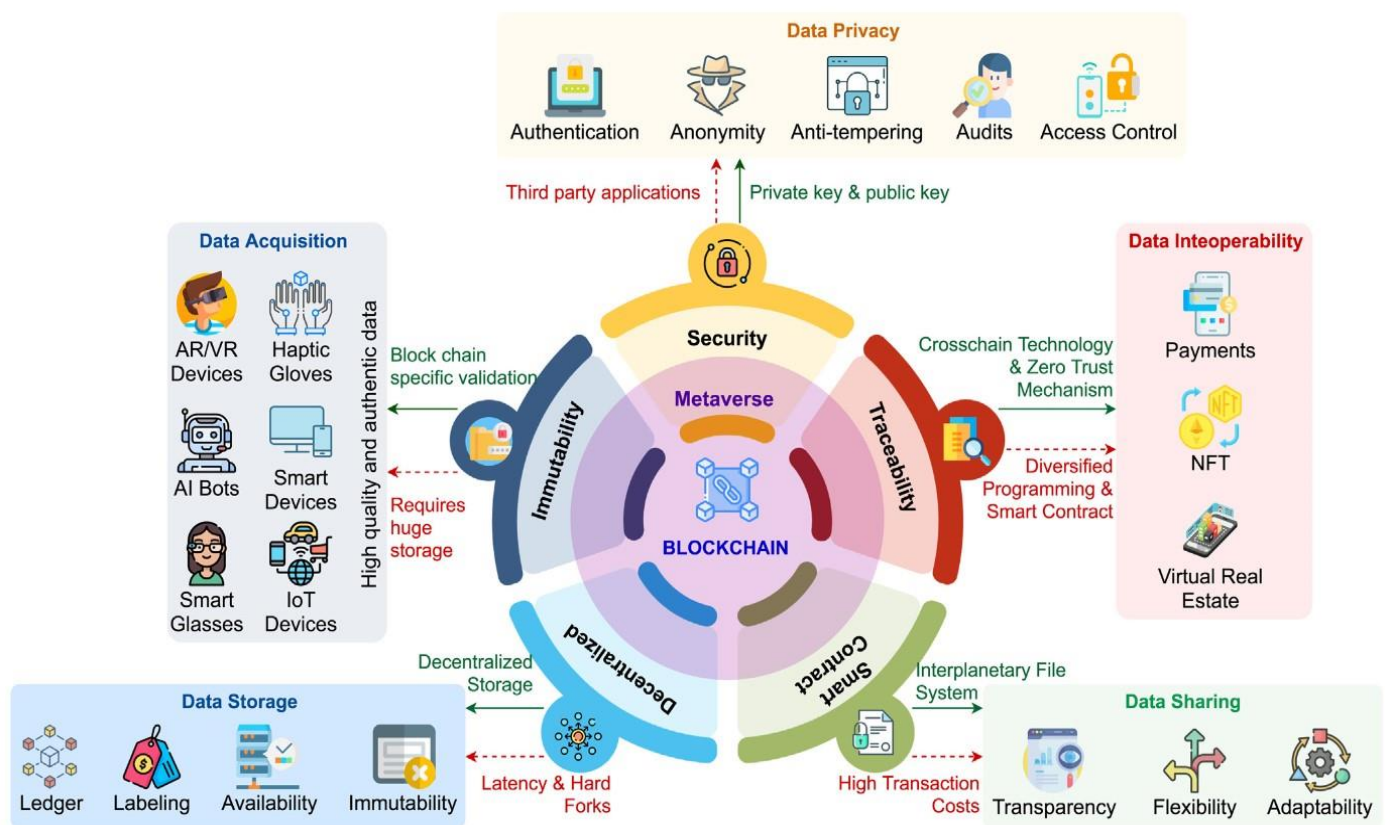 Data Privacy
Authentication
Anonymity
Anti-tempering
Audits
Access Control
Third party applications
Private key & public key
Data Acquisition
AR/VR
Devices
Haptic
Gloves
AI Bots
Smart
Devices
Smart
Glasses
IoT
Devices
High quality and authentic data
Block chain
specific validation
Requires
huge
storage
Security
Metaverse
BLOCKCHAIN
Immutability
Traceability
Decentralized
Smart
Contract
Crosschain Technology
& Zero Trust
Mechanism
Diversified
Programming &
Smart Contract
Data Inteoperability
Payments
NFT
NFT
Virtual Real
Estate
Decentralized
Storage
Latency & Hard
Forks
Data Storage
Ledger
Labeling
Availability
Immutability
Interplanetary File
System
High Transaction
Costs
Data Sharing
Transparency
Flexibility
Adaptability